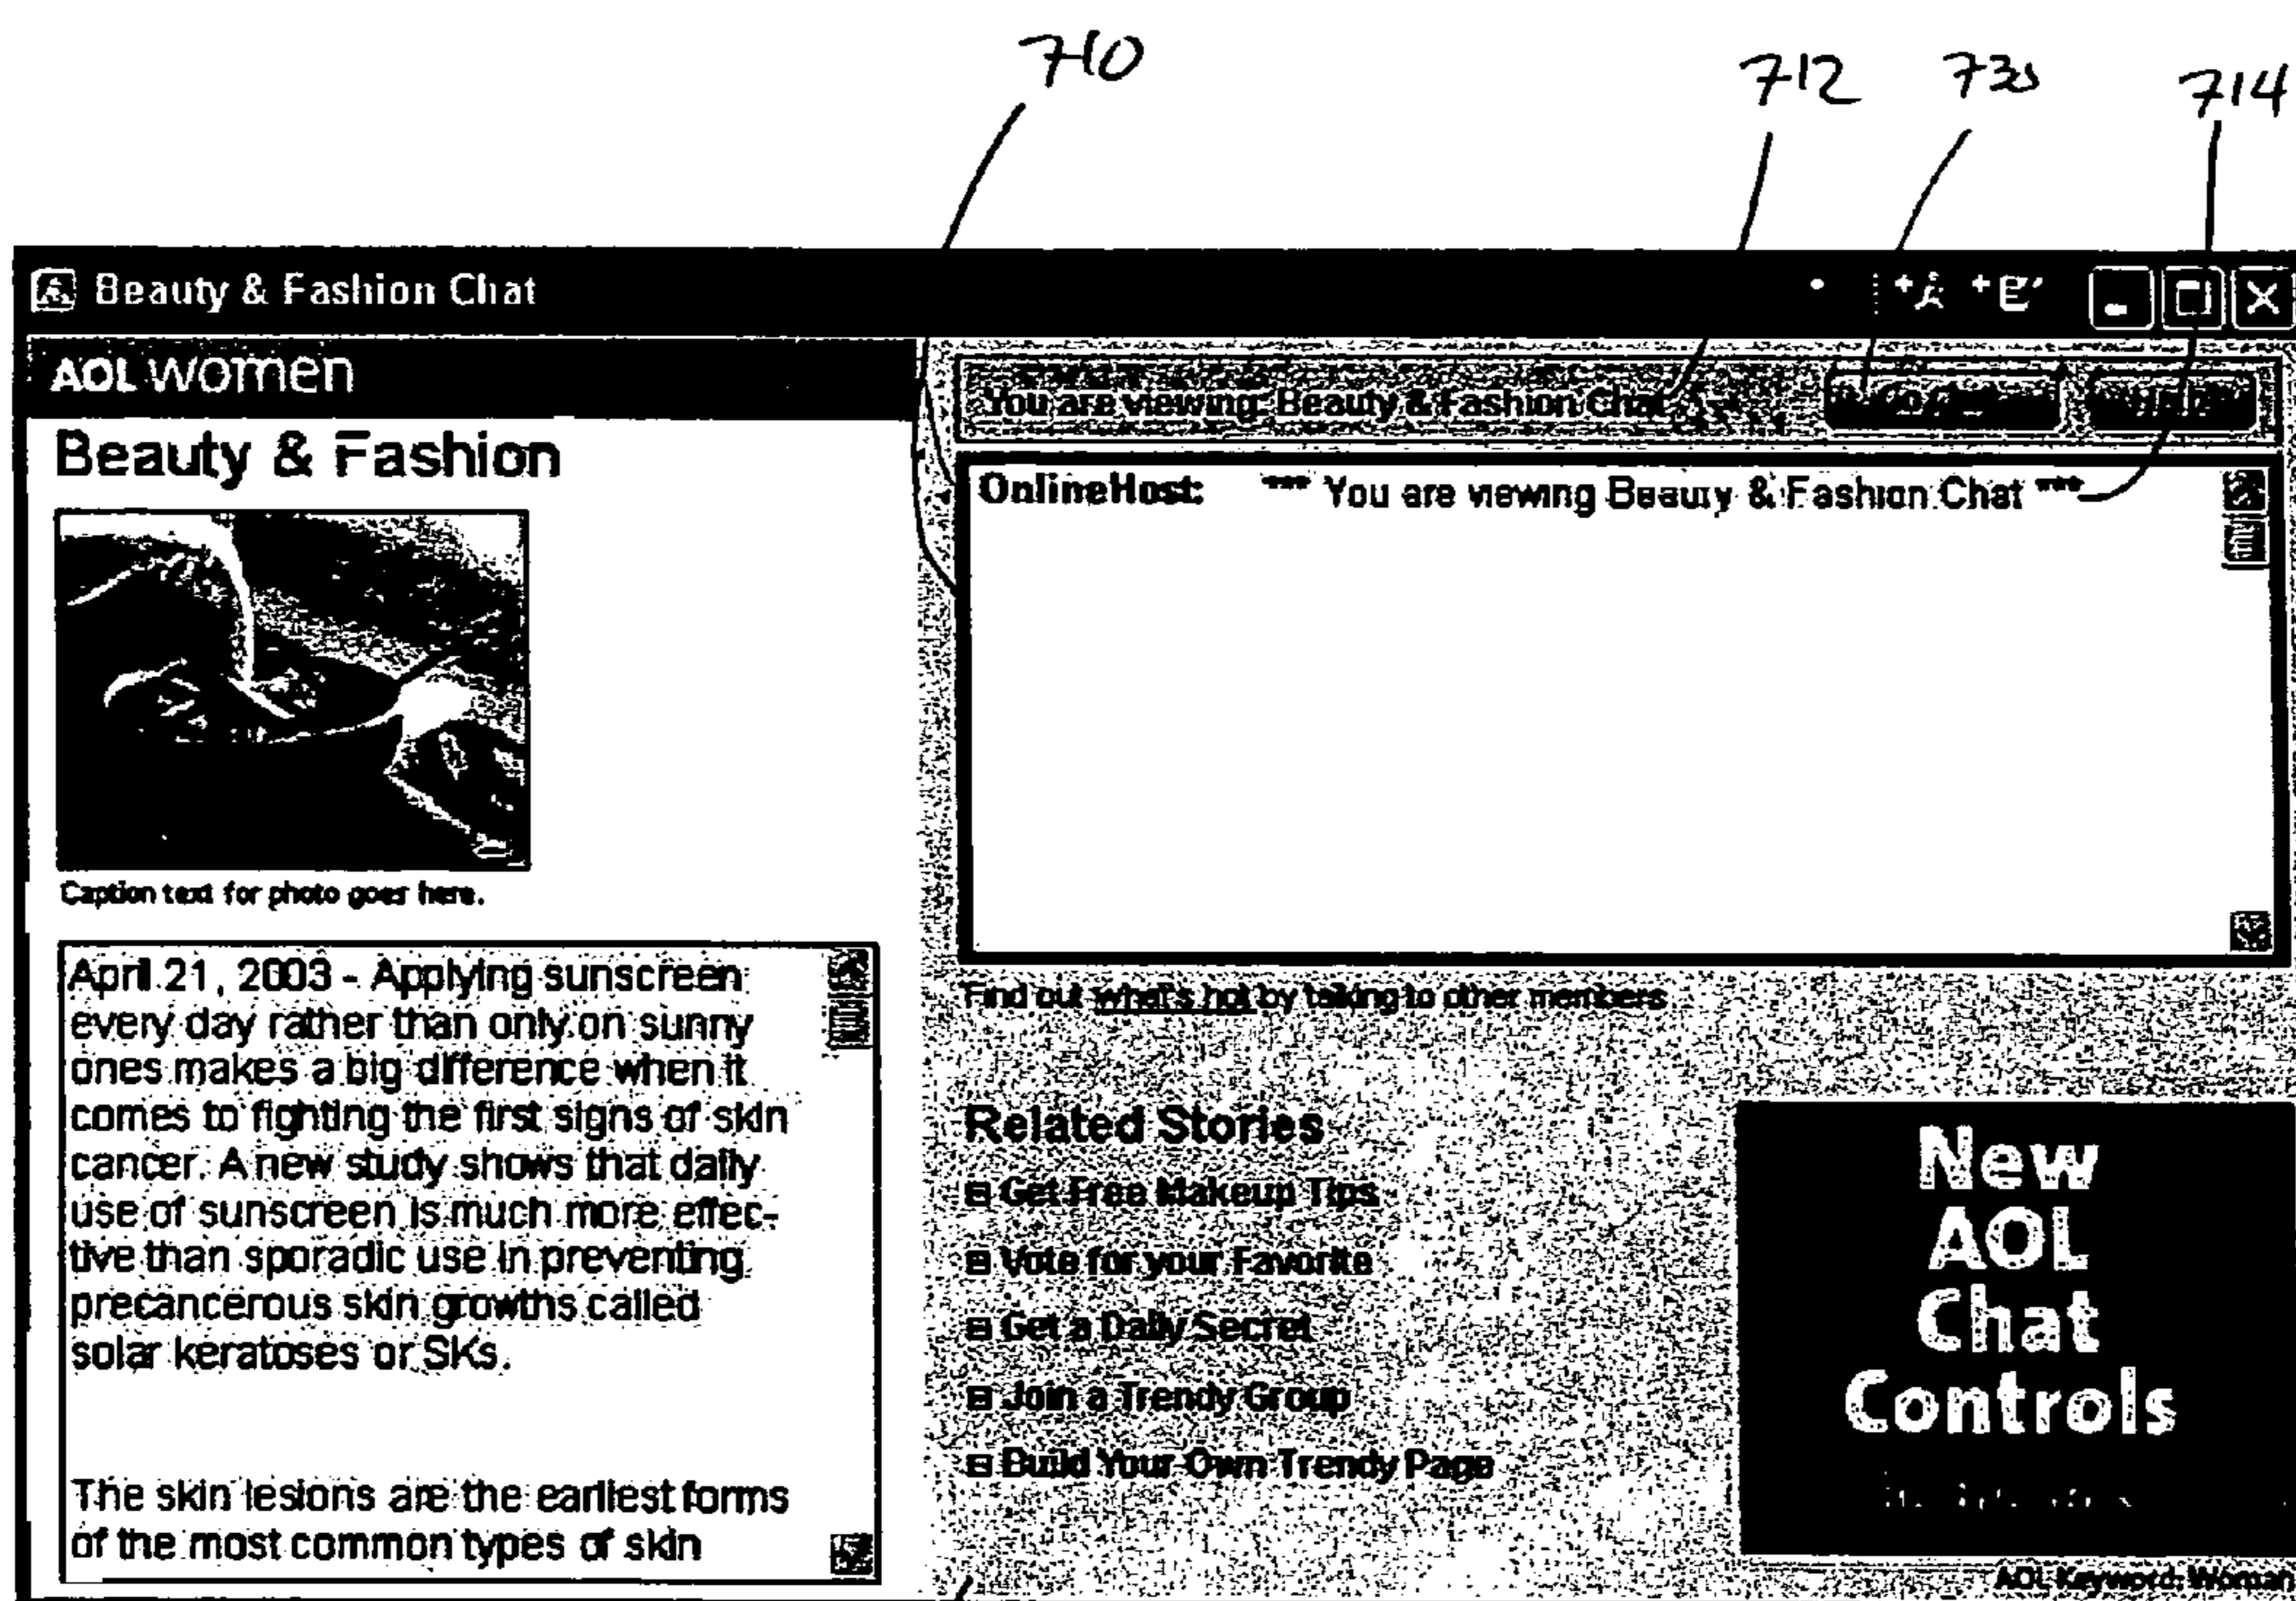 710
712
714
Beauty & Fashion Chat
AOL women
Beauty & Fashion
Caption text for photo goes here.
April 21, 2003 - Applying sunscreen
every day rather than only on sunny
ones makes a big difference when it
comes to fighting the first signs of skin
cancer. A new study shows that daily
use of sunscreen is much more effec-
tive than sporadic use in preventing
precancerous skin growths called
solar keratoses or SKs.
The skin lesions are the earliest forms
of the most common types of skin
You are viewing: Beauty & Fashion Chat
OnlineHost: *** You are viewing Beauty & Fashion Chat ***
Find out what's hot by talking to other members
Related Stories
Get Free Makeup Tips
Vote for your Favorite
Get a Daily Secret
Join a Trendy Group
Build Your Own Trendy Page
New
AOL
Chat
Controls
AOL Keyword: Woman